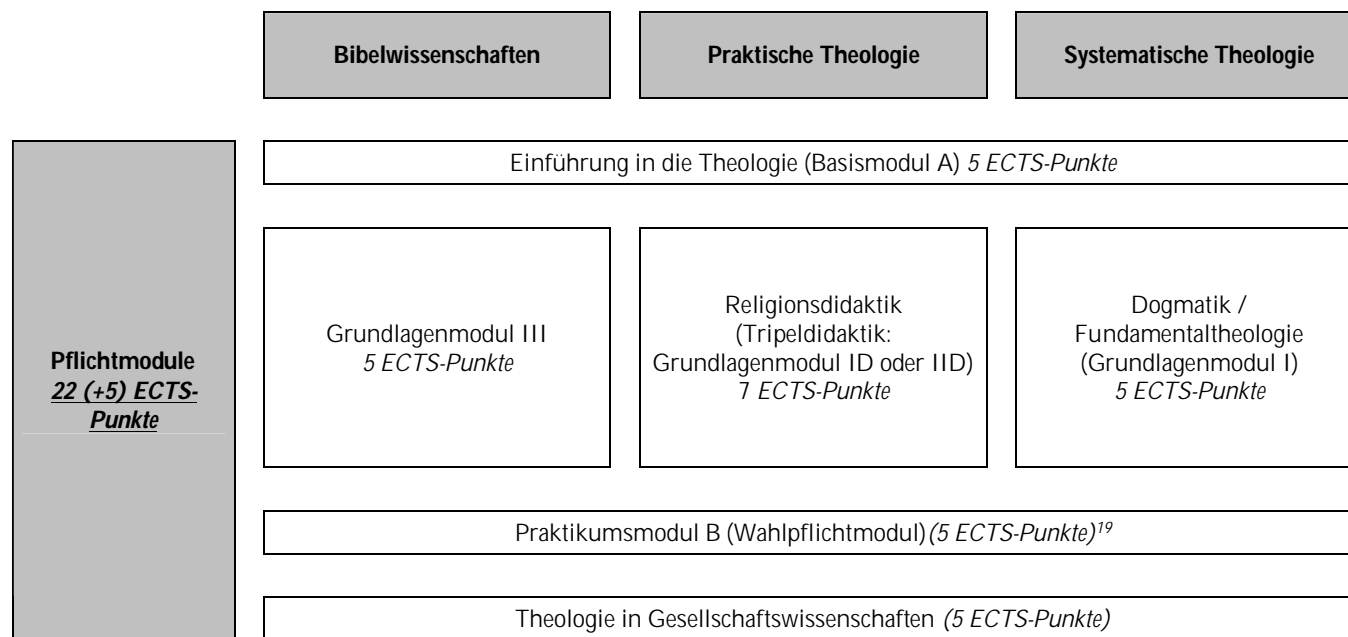 Bibelwissenschaften
Praktische Theologie
Systematische Theologie
Einführung in die Theologie (Basismodul A) 5 ECTS-Punkte
Pflichtmodule
22 (+5) ECTS-
Punkte
Grundlagenmodul III
5 ECTS-Punkte
Religionsdidaktik
(Tripeldidaktik:
Grundlagenmodul ID oder IID)
7 ECTS-Punkte
Dogmatik /
Fundamentaltheologie
(Grundlagenmodul I)
5 ECTS-Punkte
Praktikumsmodul B (Wahlpflichtmodul)(5 ECTS-Punkte)19
Theologie in Gesellschaftswissenschaften (5 ECTS-Punkte)